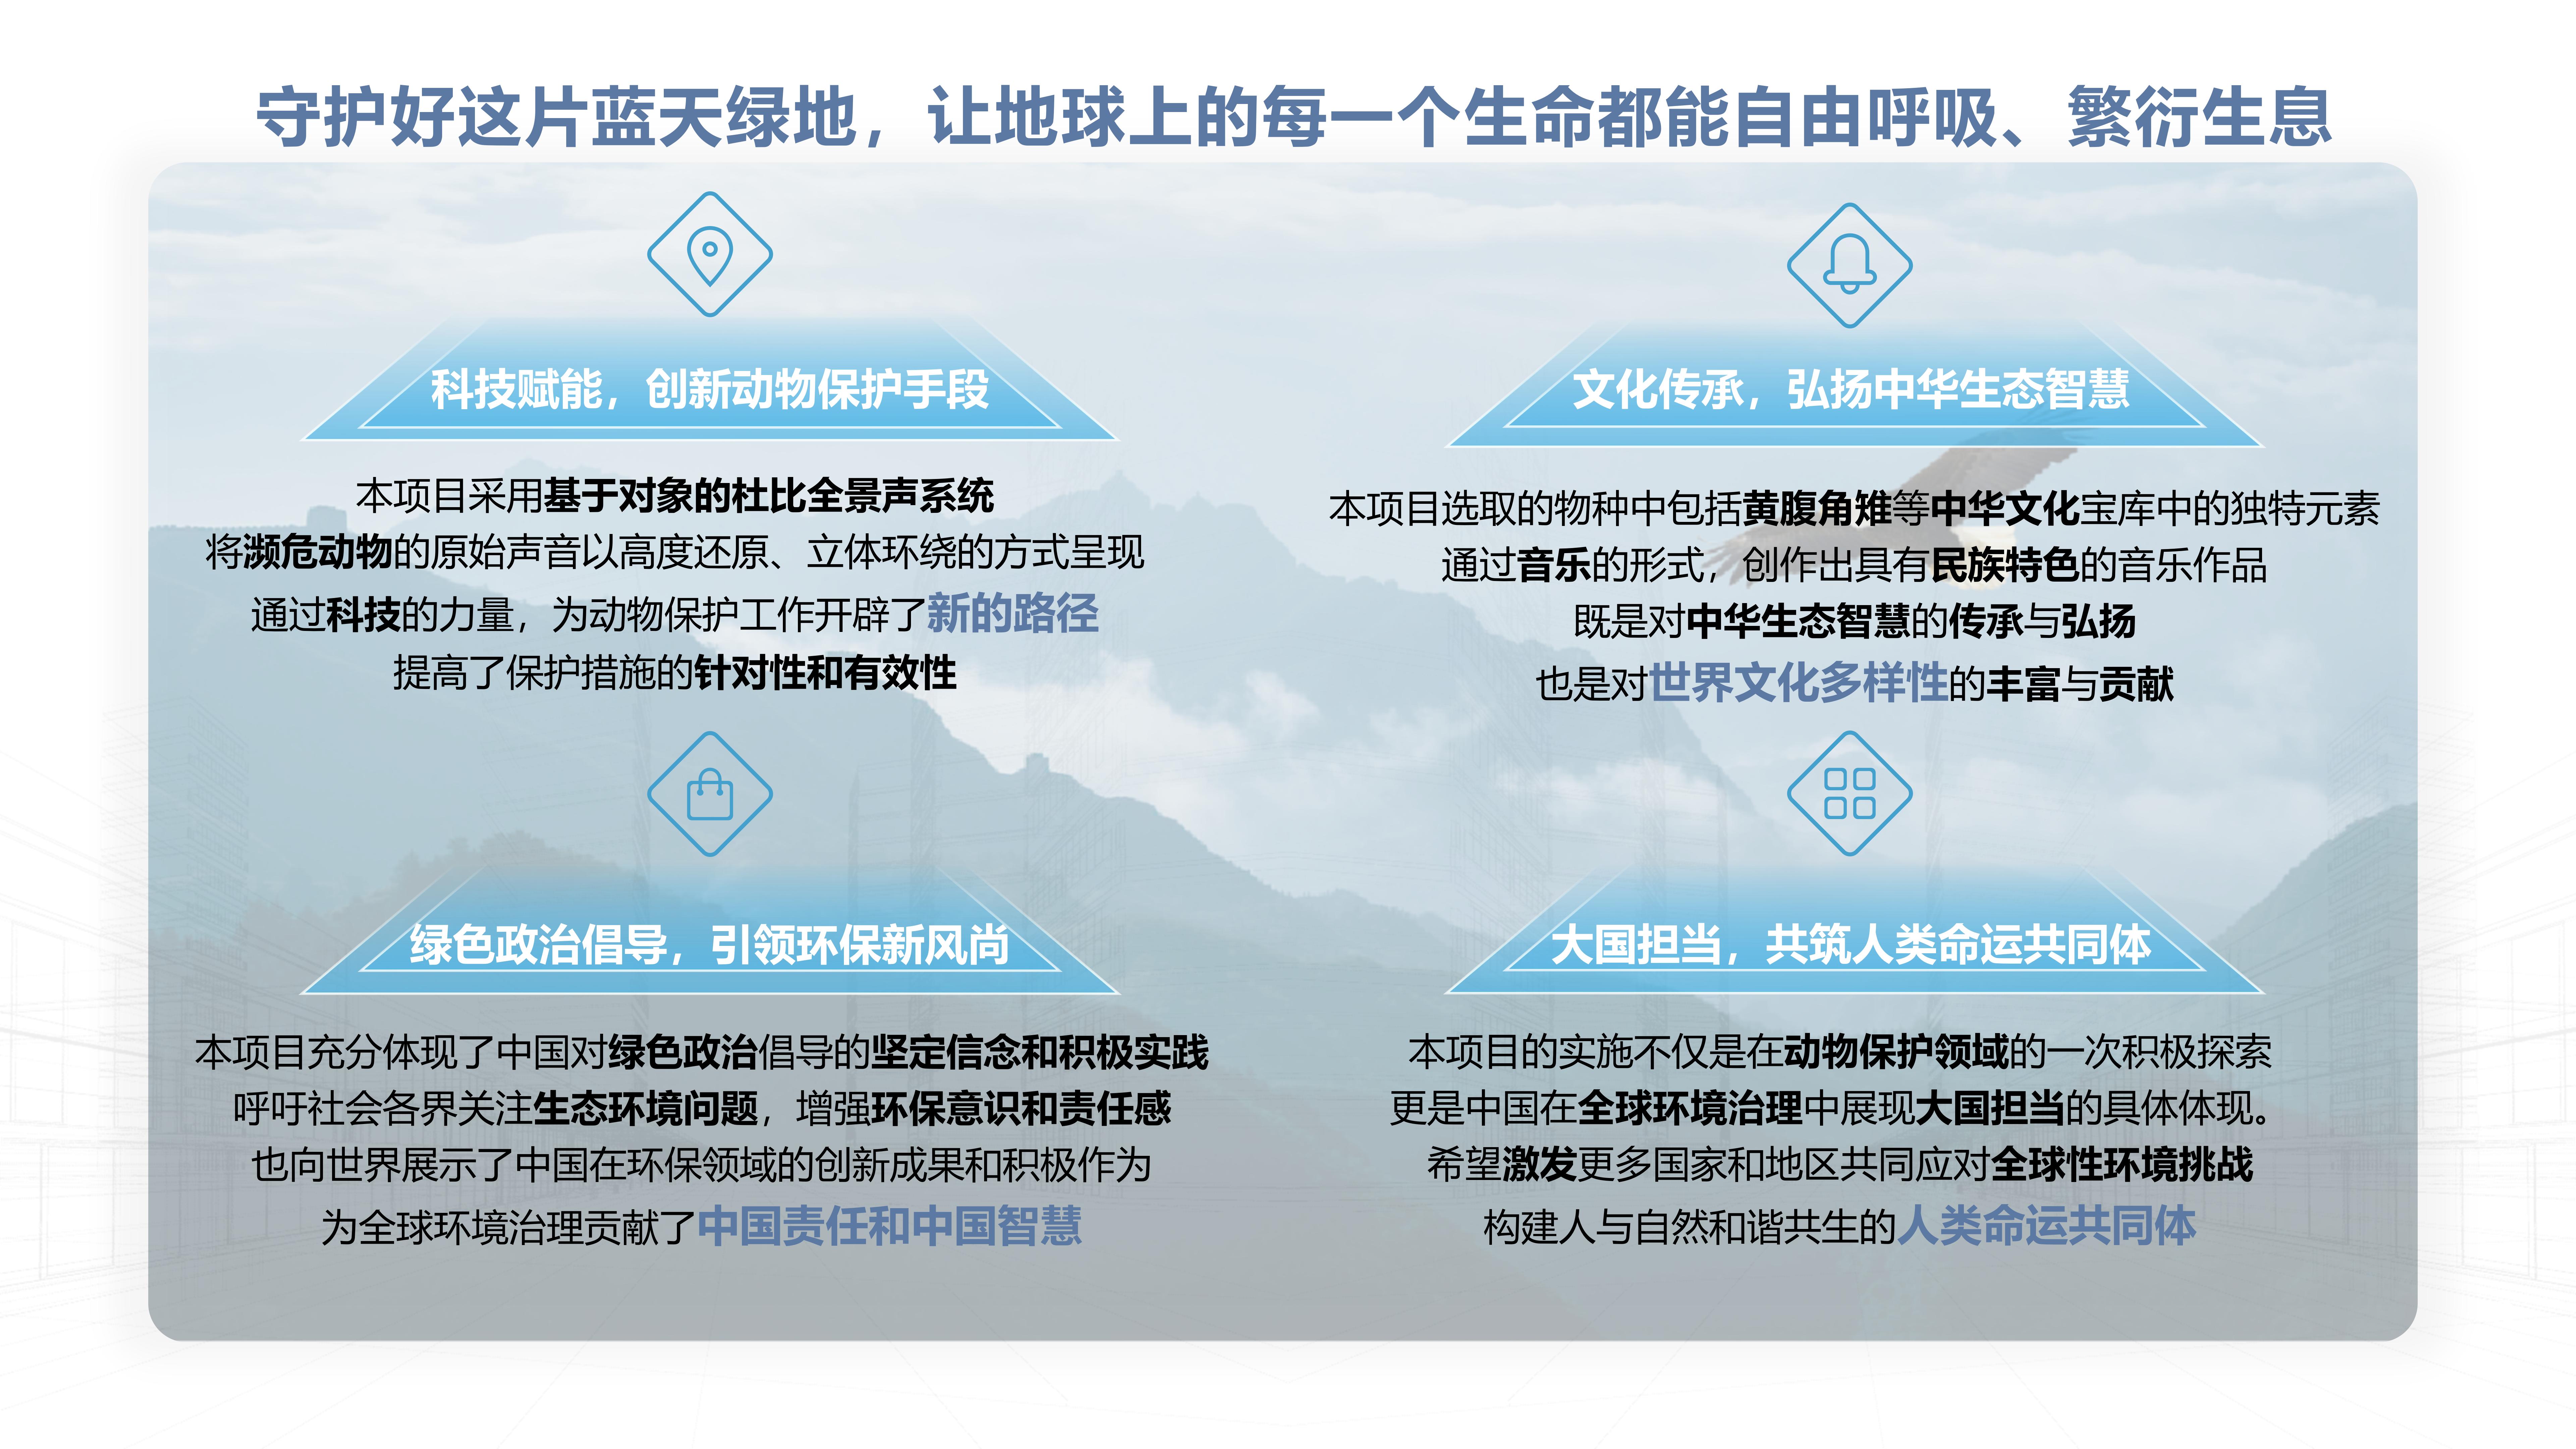 守护好这片蓝天绿地，让地球上的每一个生命都能自由呼吸、繁衍生息
科技赋能，创新动物保护手段
本项目采用基于对象的杜比全景声系统
将濒危动物的原始声音以高度还原、立体环绕的方式呈现
通过科技的力量，为动物保护工作开辟了新的路径
提高了保护措施的针对性和有效性
文化传承，弘扬中华生态智慧
本项目选取的物种中包括黄腹角雉等中华文化宝库中的独特元素
通过音乐的形式，创作出具有民族特色的音乐作品
既是对中华生态智慧的传承与弘扬
也是对世界文化多样性的丰富与贡献
绿色政治倡导，引领环保新风尚
本项目充分体现了中国对绿色政治倡导的坚定信念和积极实践
呼吁社会各界关注生态环境问题，增强环保意识和责任感
也向世界展示了中国在环保领域的创新成果和积极作为
为全球环境治理贡献了中国责任和中国智慧
大国担当，共筑人类命运共同体
本项目的实施不仅是在动物保护领域的一次积极探索
更是中国在全球环境治理中展现大国担当的具体体现。
希望激发更多国家和地区共同应对全球性环境挑战
构建人与自然和谐共生的人类命运共同体